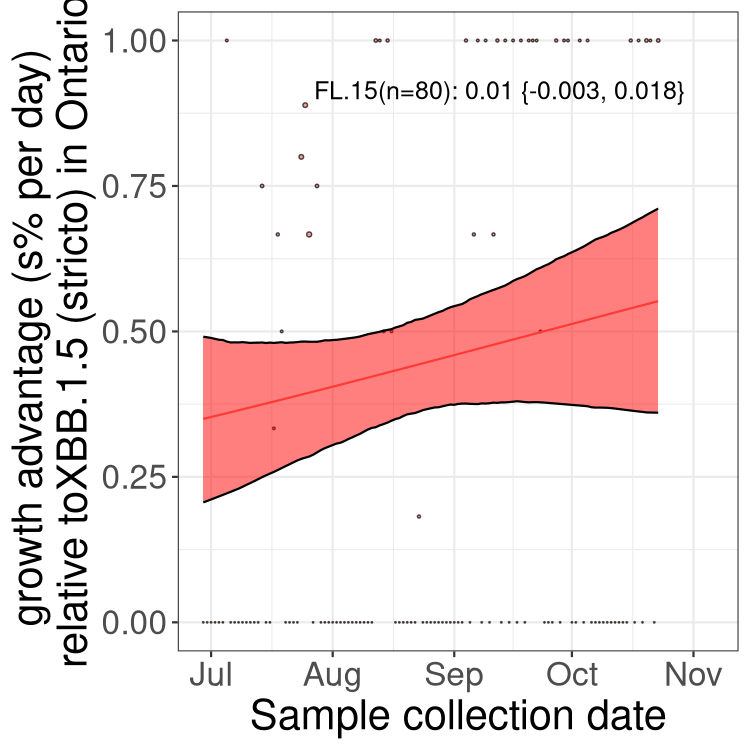 growth advantage (s% per day)
relative toXBB.1.5 (stricto) in Ontario
1.00
0.75
0.50
0.25
0.00
FL.15(n=80): 0.01 {-0.003, 0.018}
Jul Aug Sep Oct Nov
Sample collection date